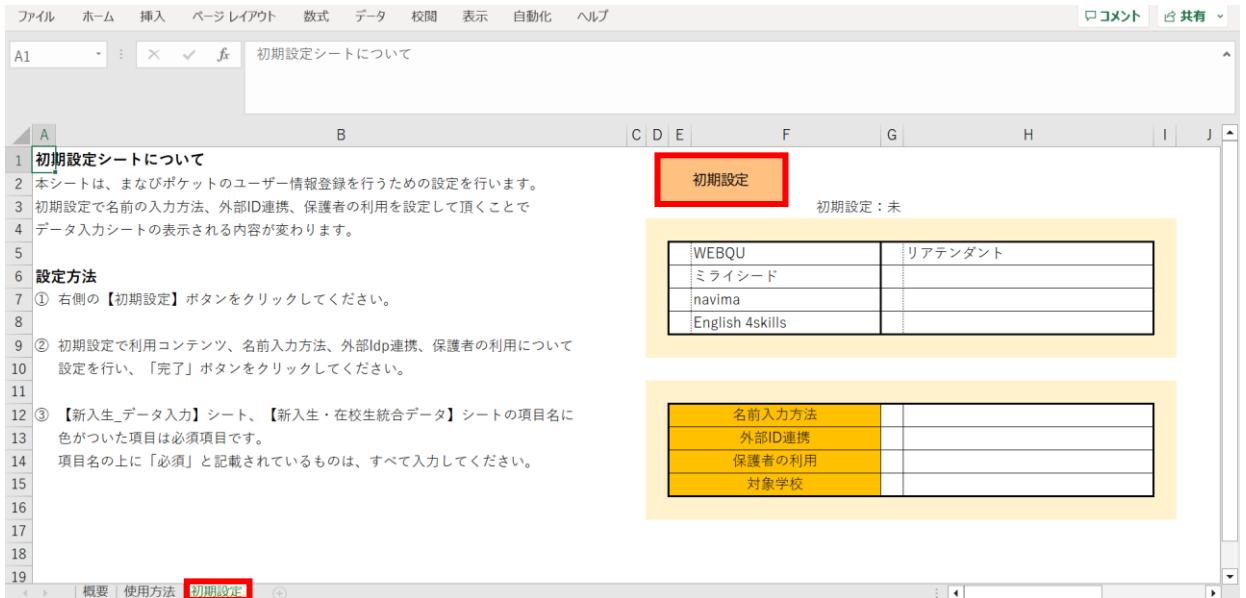 ファイル ホーム 挿入 ページ レイアウト 数式 データ 校閲 表示 自動化 ヘルプ コメント 共有
A1 fx 初期設定シートについて
A B C D E F G H I J
1 初期設定シートについて
2 本シートは、まなびポケットのユーザー情報登録を行うための設定を行います。 初期設定
3 初期設定で名前の入力方法、外部ID連携、保護者の利用を設定して頂くことで 初期設定：未
4 データ入力シートの表示される内容が変わります。
5 WEBQU リアテンダント
6 設定方法 ミライシード
7 ① 右側の【初期設定】ボタンをクリックしてください。 navima
8 English 4skills
9 ② 初期設定で利用コンテンツ、名前入力方法、外部Idp連携、保護者の利用について
10 設定を行い、「完了」ボタンをクリックしてください。
11
12 ③ 【新入生_データ入力】シート、【新入生・在校生統合データ】シートの項目名に 名前入力方法
13 色がついた項目は必須項目です。 外部ID連携
14 項目名の上に「必須」と記載されているものは、すべて入力してください。 保護者の利用
15 対象学校
16
17
18
19
概要 使用方法 初期設定